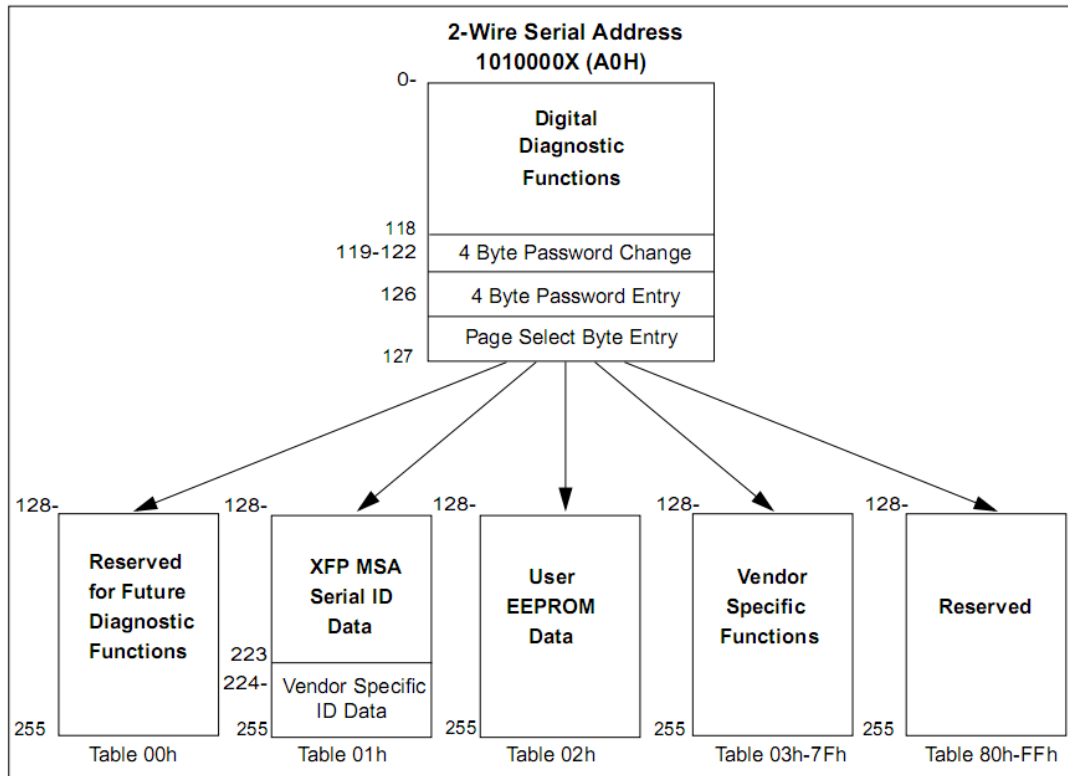 2-Wire Serial Address
1010000X (A0H)
0-
Digital
Diagnostic
Functions
118
119-122
4 Byte Password Change
126
4 Byte Password Entry
Page Select Byte Entry
127
128-
Reserved
for Future
Diagnostic
Functions
255
Table 00h
128-
XFP MSA
Serial ID
Data
223
224-
Vendor Specific
ID Data
255
Table 01h
128-
User
EEPROM
Data
255
Table 02h
128-
Vendor
Specific
Functions
255
Table 03h-7Fh
128-
Reserved
255
Table 80h-FFh